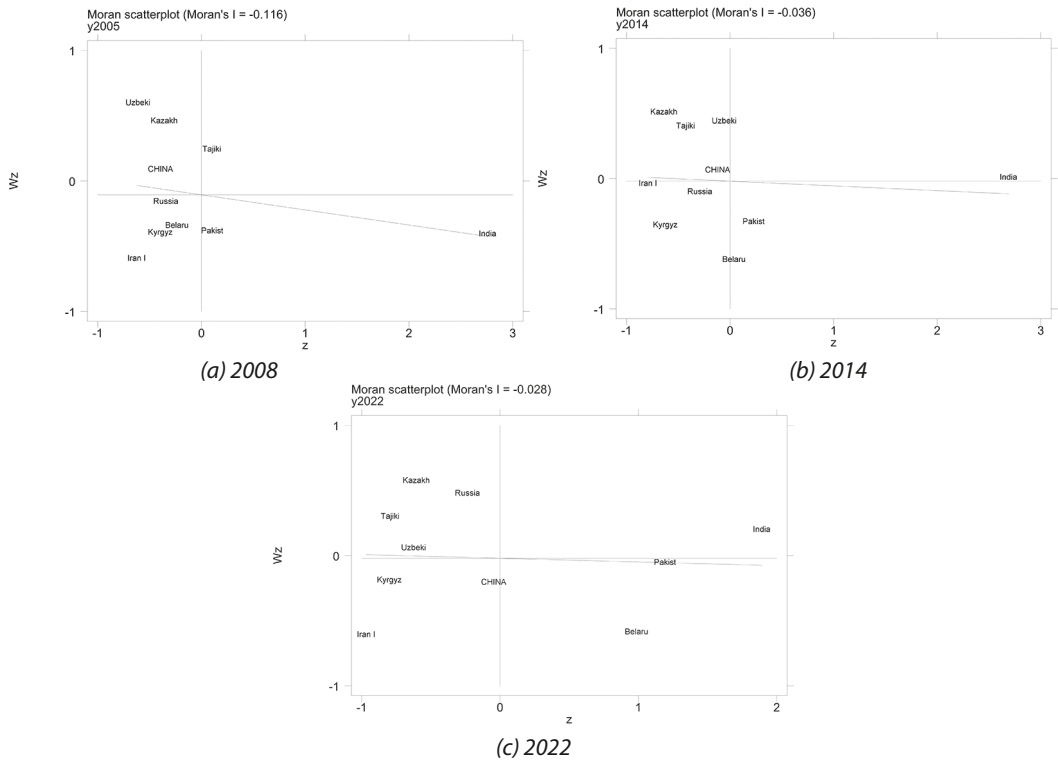 Moran scatterplot (Moran's I = -0.116)
y2005
1
Uzbeki
Kazakh
Tajiki
CHINA
Wz
0
Russia
Belaru
Kyrgyz
Pakist
India
Iran I
-1
-1 0 1 2 3
z
(a) 2008
Moran scatterplot (Moran's I = -0.036)
y2014
1
Kazakh
Uzbeki
Tajiki
CHINA
Wz
0
India
Iran I
Russia
Kyrgyz
Pakist
Belaru
-1
-1 0 1 2 3
z
(b) 2014
Moran scatterplot (Moran's I = -0.028)
y2022
1
Kazakh
Russia
Tajiki
India
Uzbeki
Wz
0
Pakist
Kyrgyz
CHINA
Iran I
Belaru
-1
-1 0 1 2
z
(c) 2022